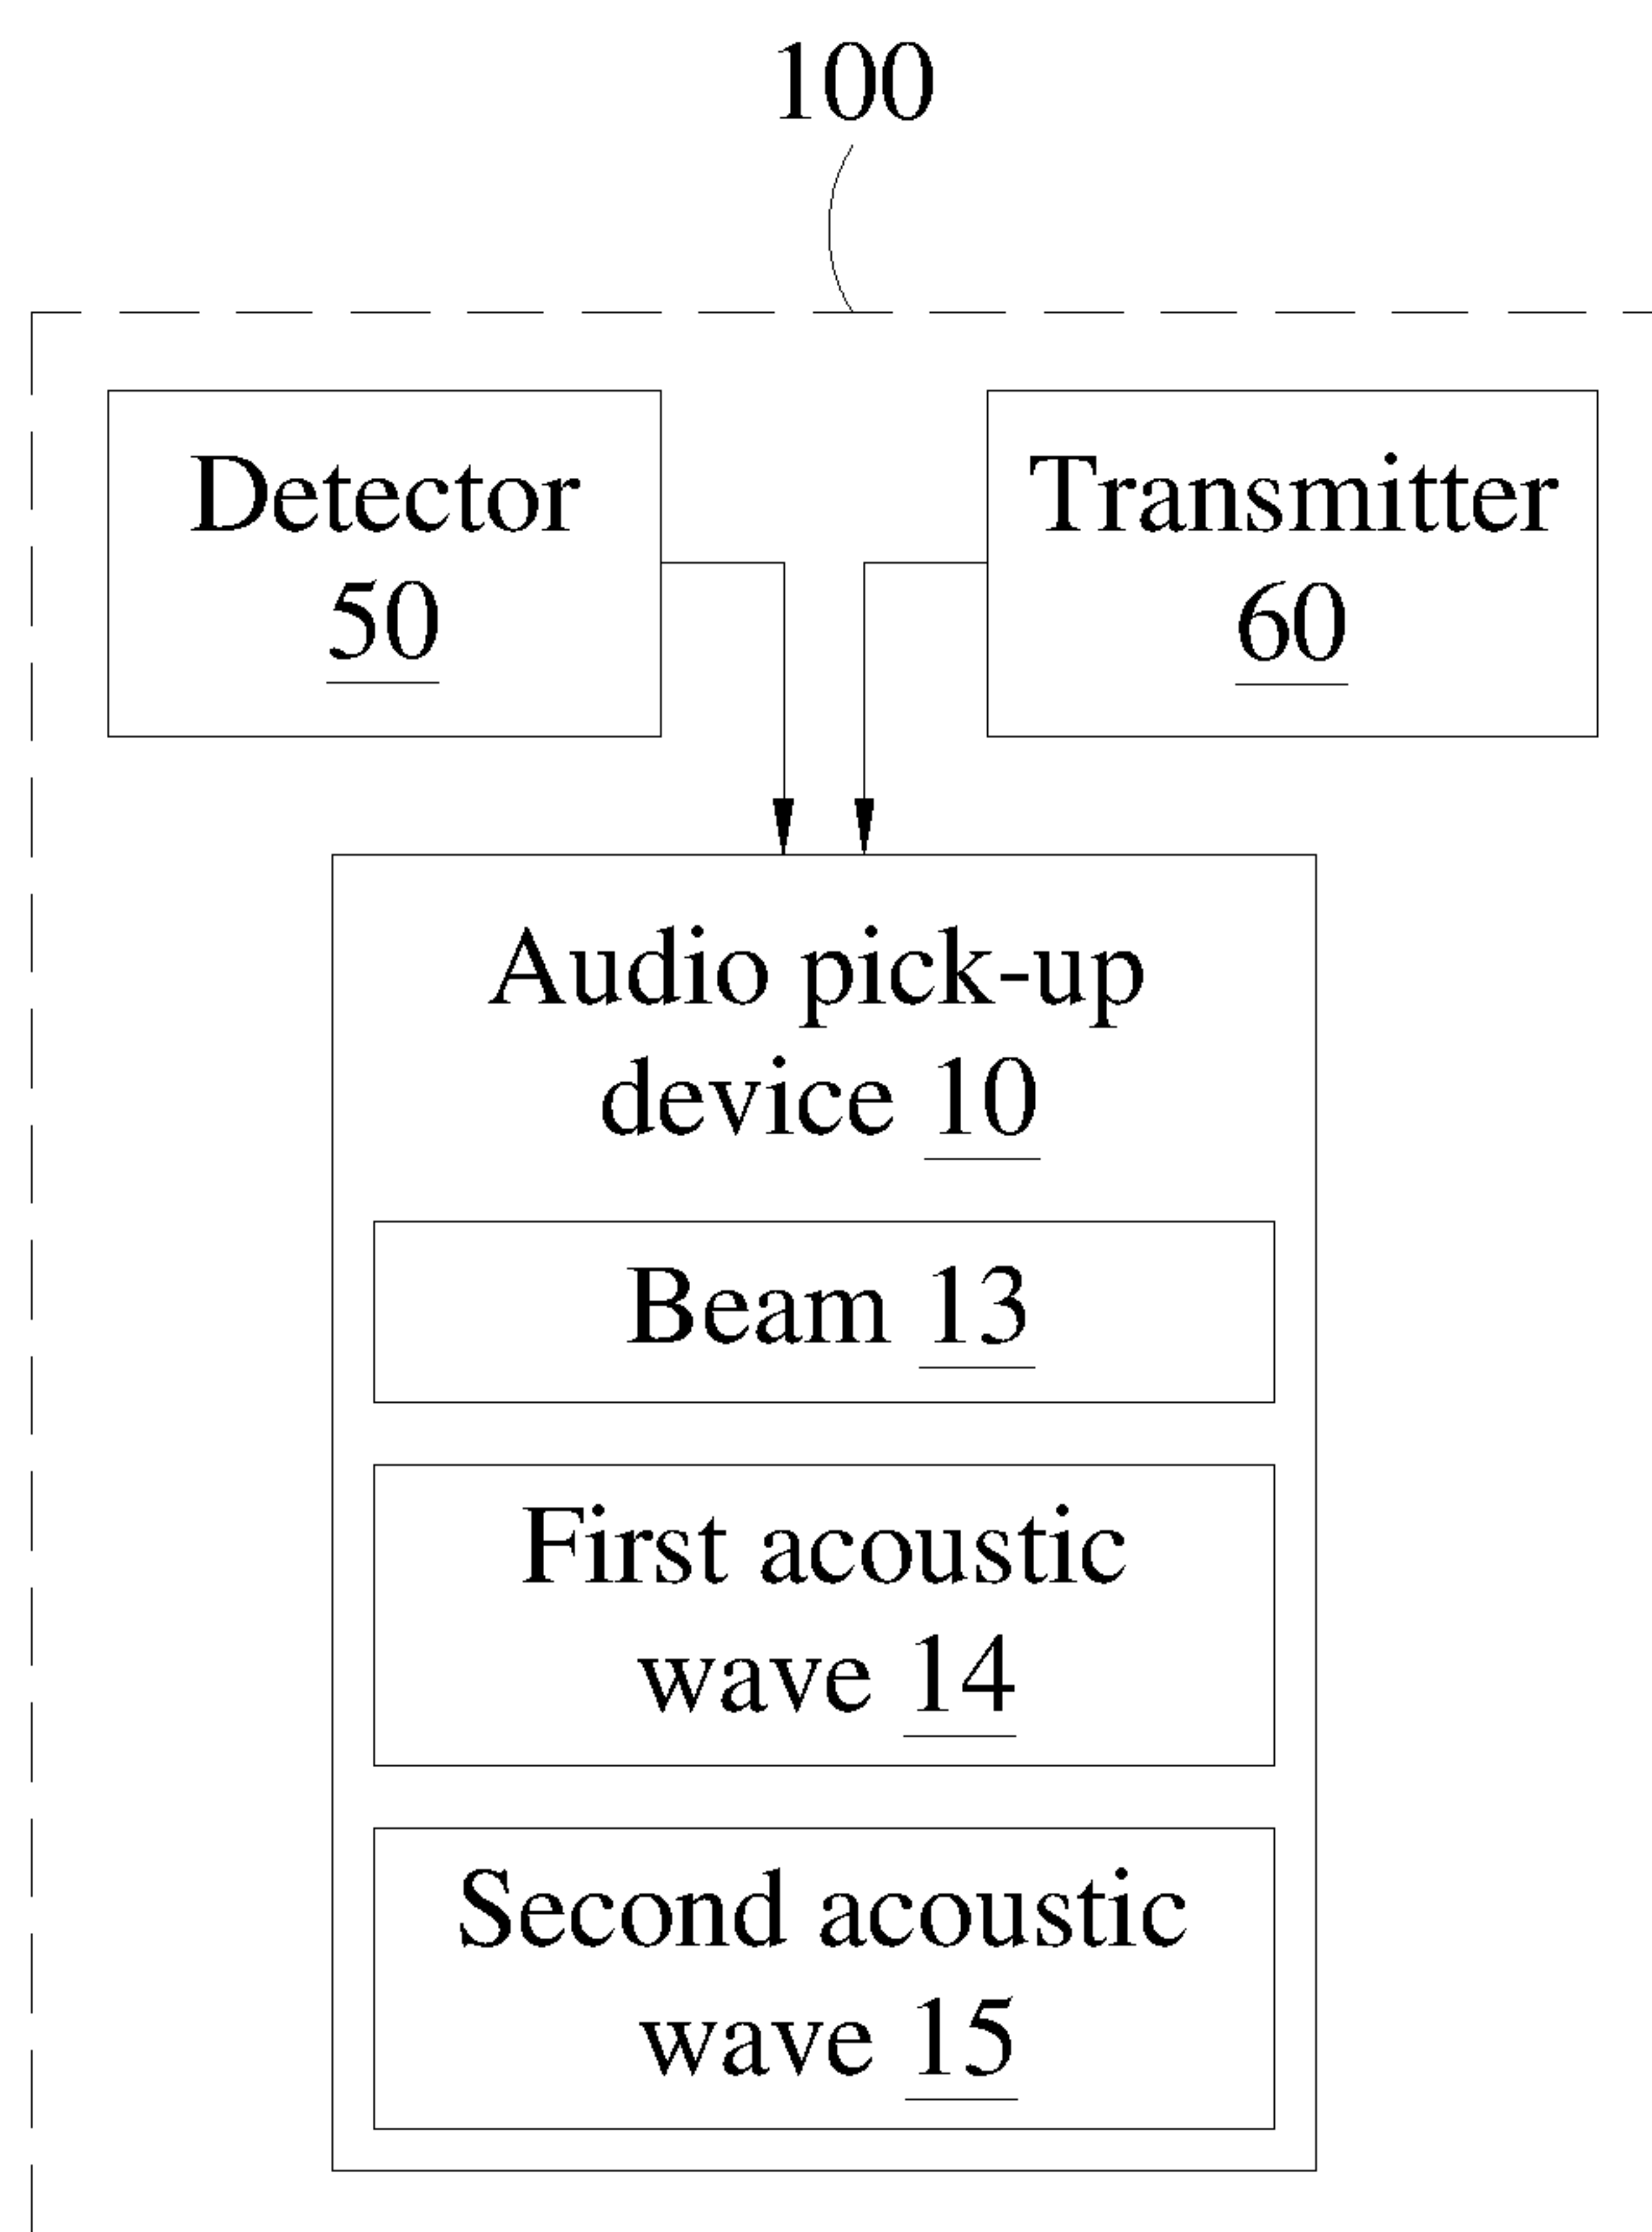 100
Detector
50
Transmitter
60
Audio pick-up
device 10
Beam 13
First acoustic
wave 14
Second acoustic
wave 15